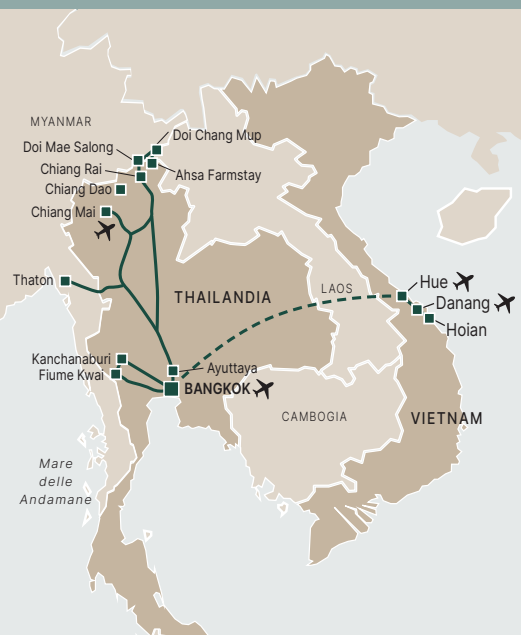 MYANMAR
Doi Chang Mup
Doi Mae Salong
Chiang Rai
Ahsa Farmstay
Chiang Dao
Chiang Mai
Thaton
THAILANDIA
LAOS
Hue
Danang
Hoian
Kanchanaburi
Fiume Kwai
Ayuttaya
BANGKOK
CAMBOGIA
VIETNAM
Mare
delle
Andamane